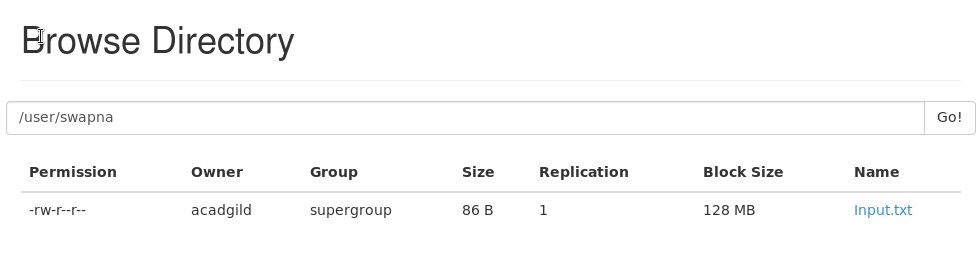 Browse Directory
/user/swapna Go!
Permission Owner Group Size Replication Block Size Name
-rw-r--r-- acadgild supergroup 86 B 1 128 MB Input.txt